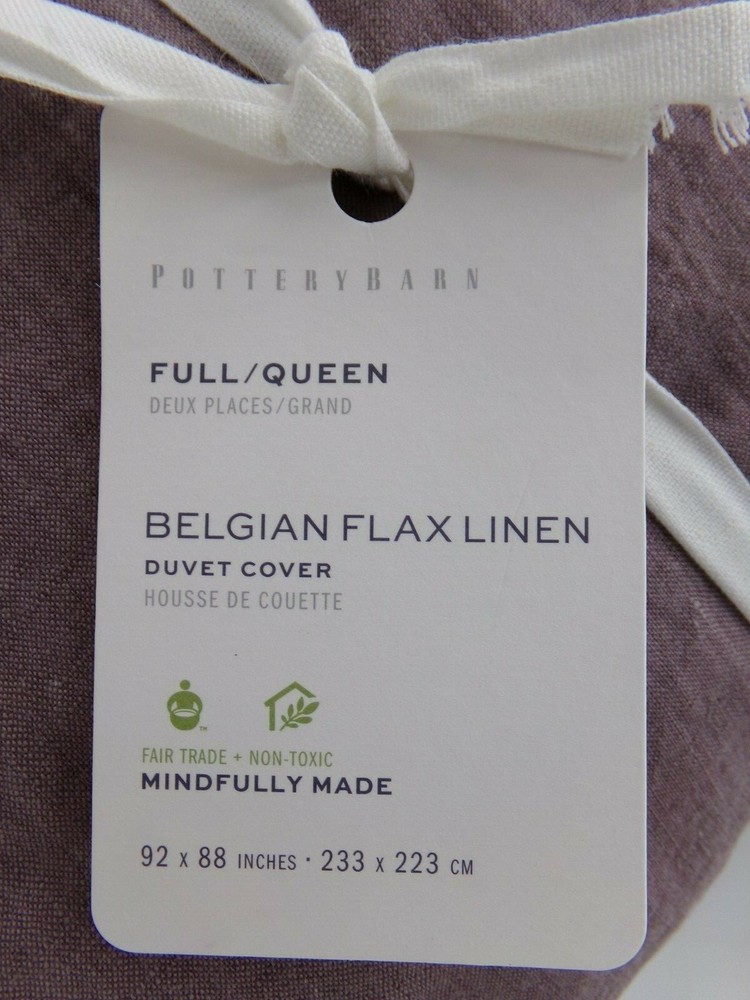 POTTERYBARN
FULL/QUEEN
DEUX PLACES/GRAND
BELGIAN FLAX LINEN
DUVET COVER
HOUSSE DE COUETTE
TM
FAIR TRADE + NON-TOXIC
MINDFULLY MADE
92 X 88 INCHES · 233 X 223 CM